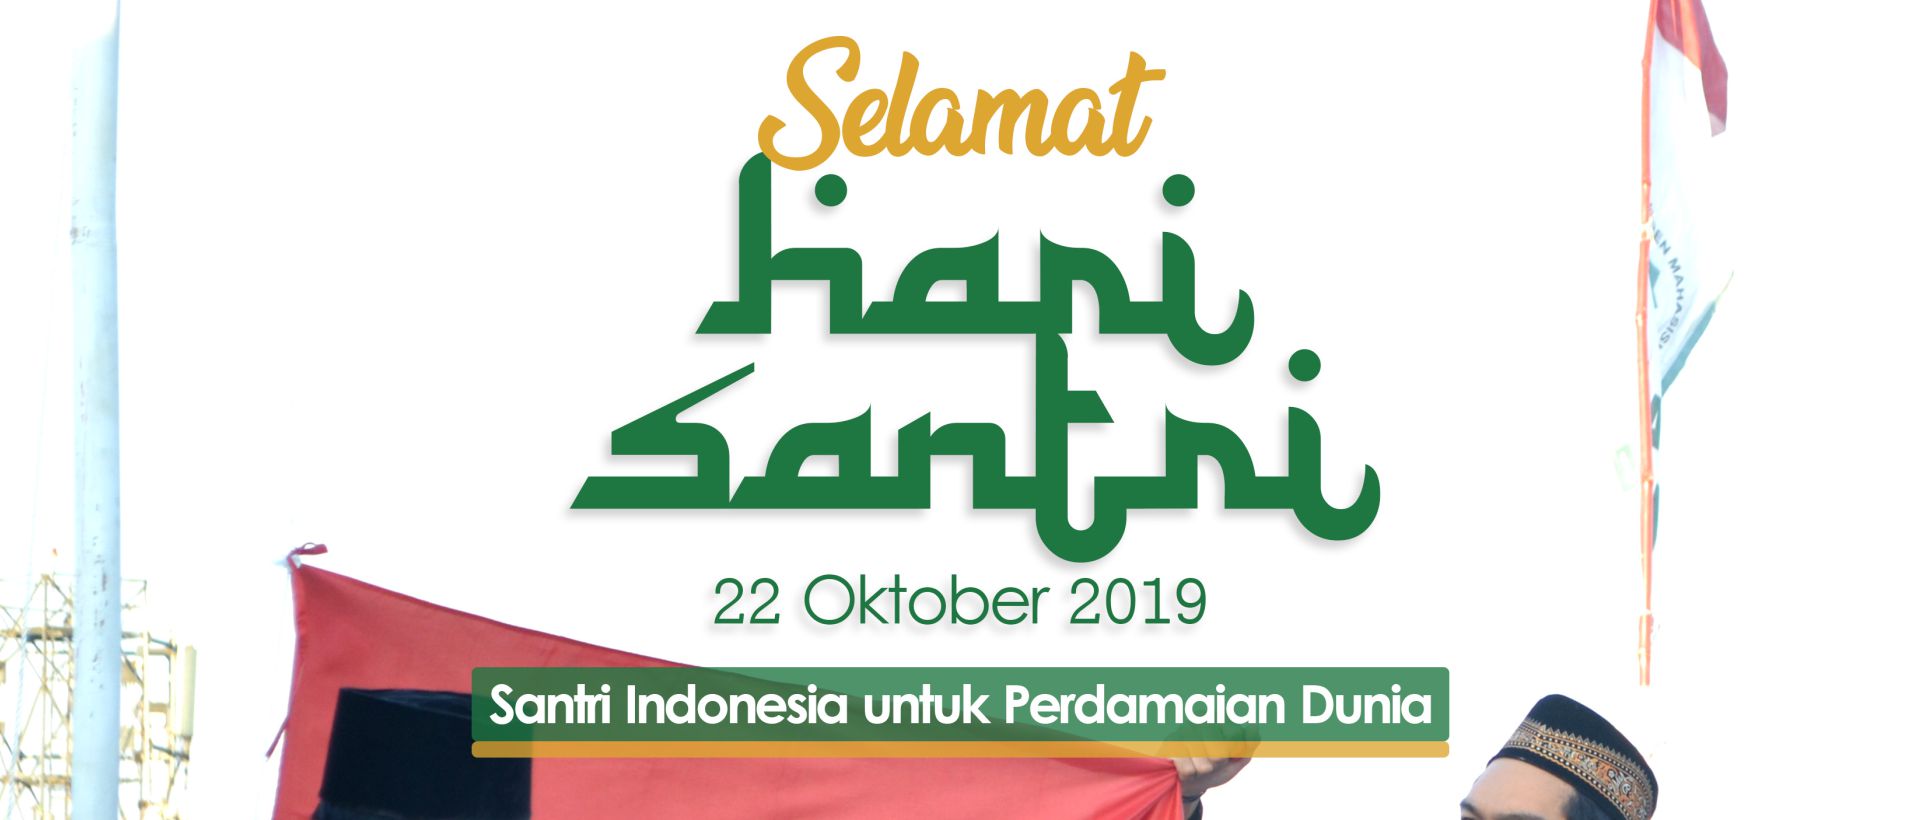 Selamat
hari
Santri
22 Oktober 2019
Santri Indonesia untuk Perdamaian Dunia